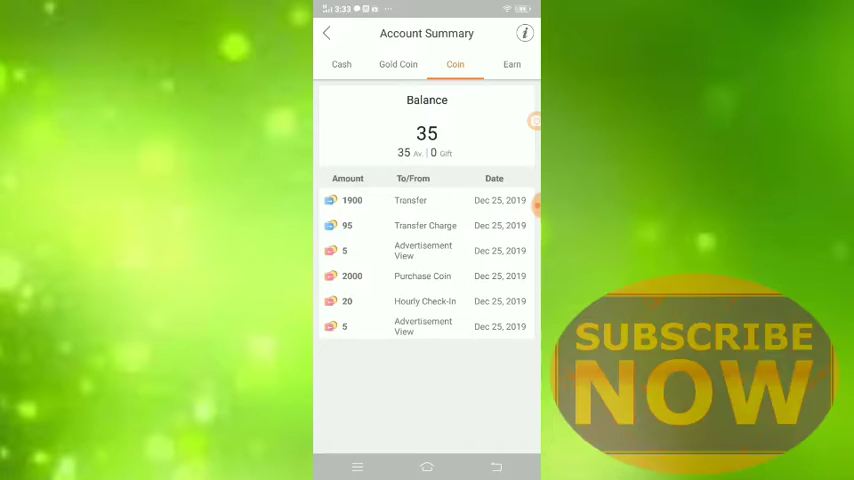 3:33
Account Summary
Cash Gold Coin Coin Earn
Balance
35
35 Av. | 0 Gift
Amount To/From Date
1900 Transfer Dec 25, 2019
95 Transfer Charge Dec 25, 2019
5 Advertisement View Dec 25, 2019
2000 Purchase Coin Dec 25, 2019
20 Hourly Check-In Dec 25, 2019
5 Advertisement View Dec 25, 2019
SUBSCRIBE
NOW